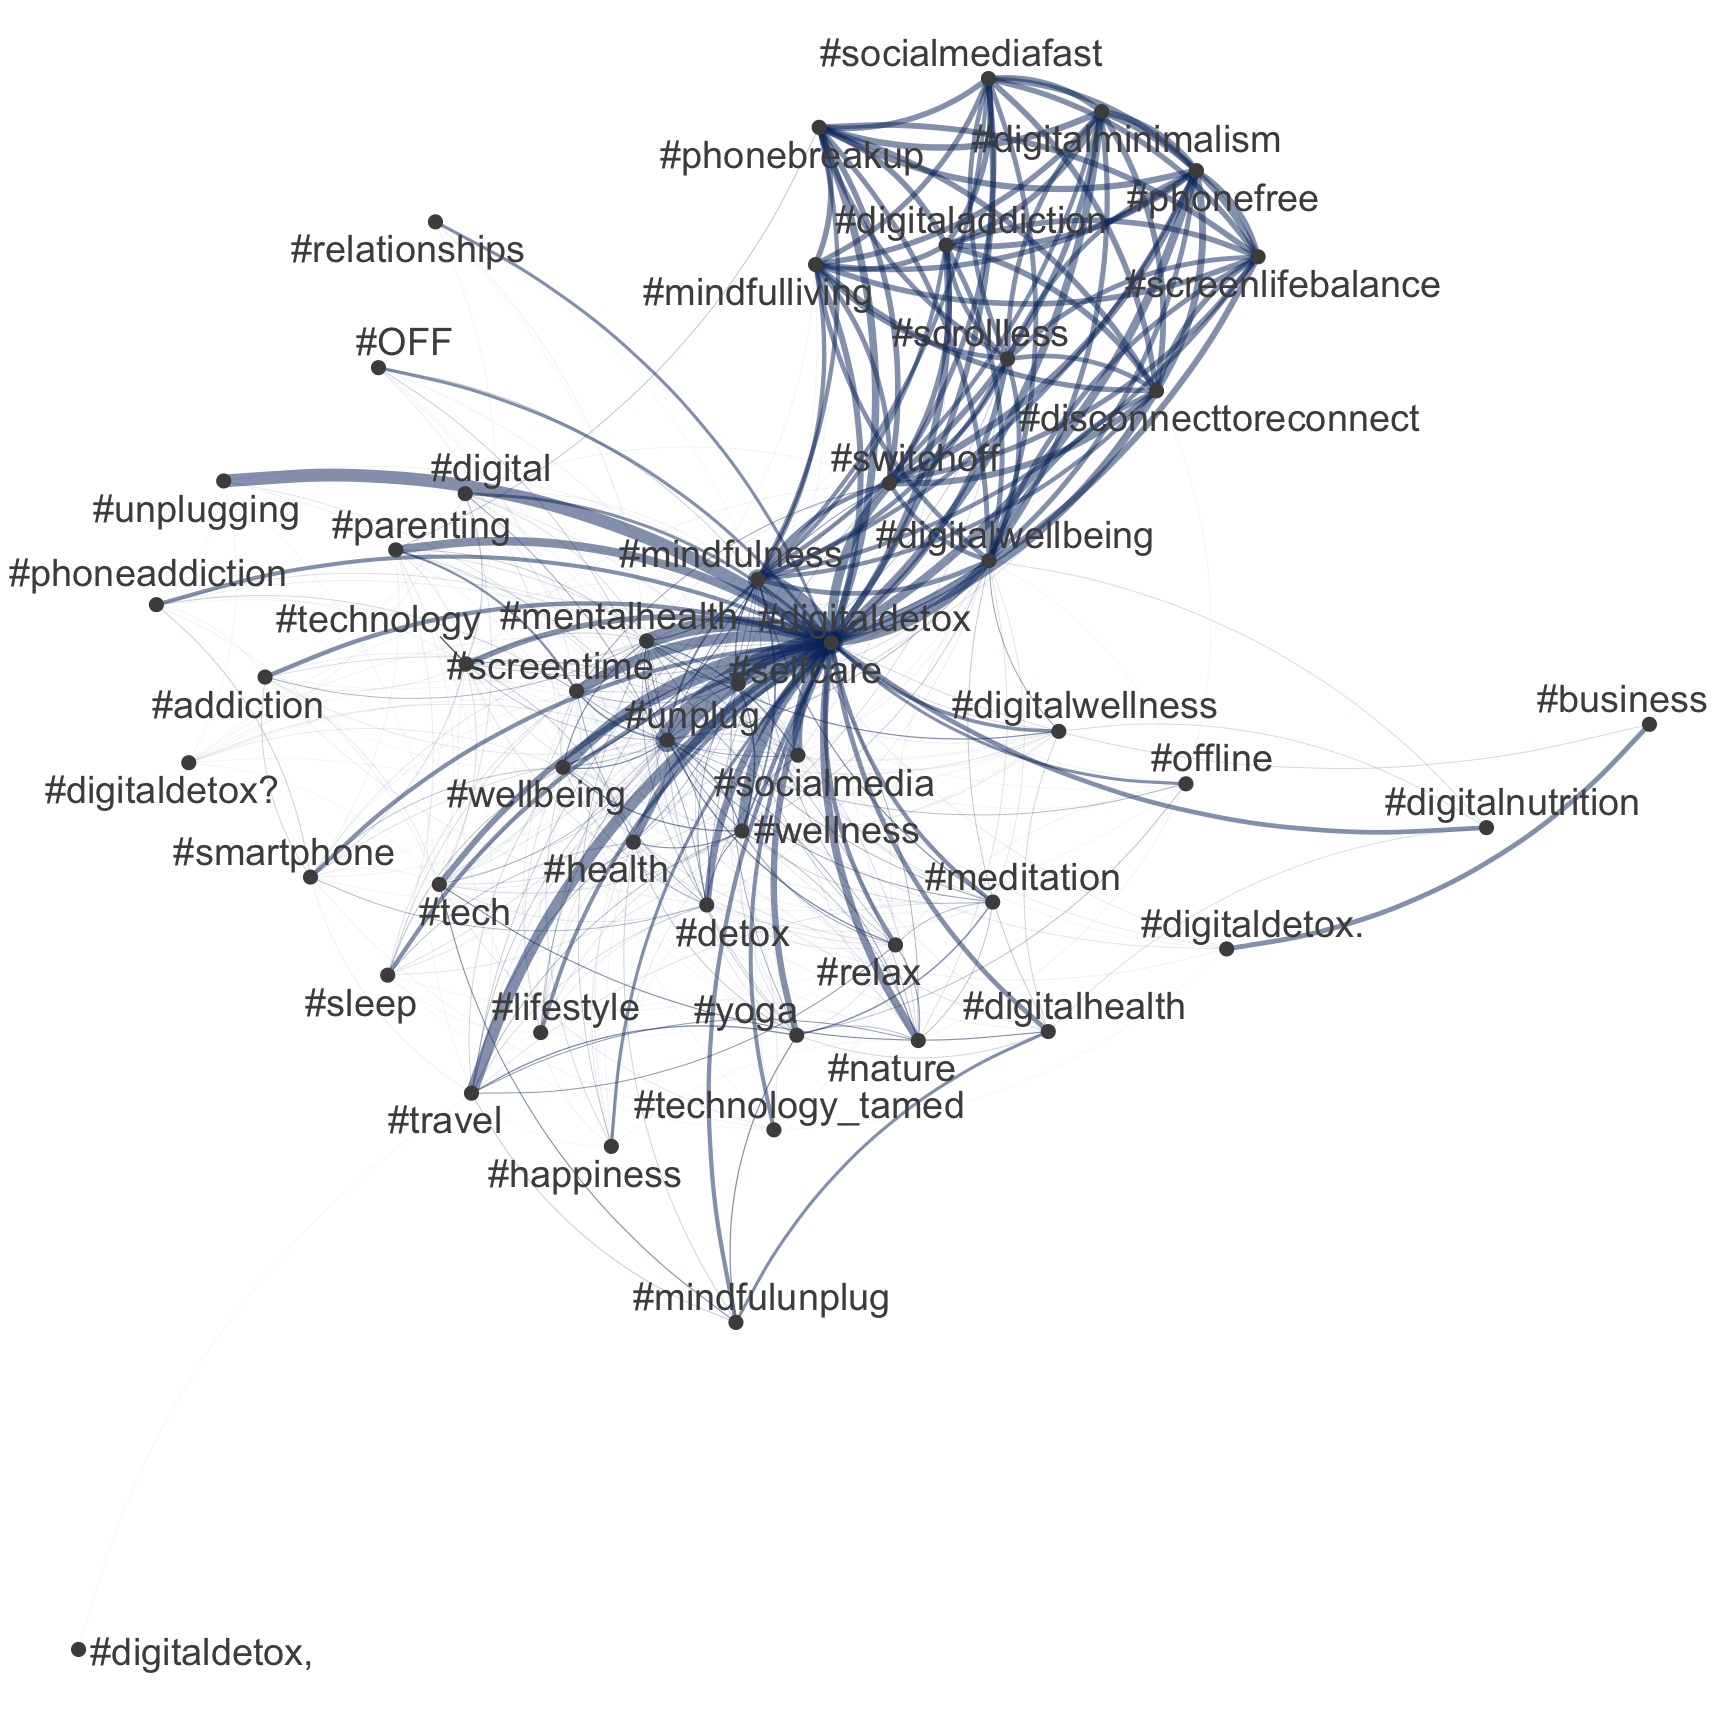 #socialmediafast
#digitalminimalism
#phonebreakup
#phonefree
#digitaladdiction
#relationships
#screenlifebalance
#mindfulliving
#scrollless
#OFF
#disconnecttoreconnect
#switchoff
#digital
#unplugging
#parenting
#digitalwellbeing
#mindfulness
#phoneaddiction
#technology
#mentalhealth
#digitaldetox
#screentime
#selfcare
#addiction
#digitalwellness
#business
#unplug
#offline
#digitaldetox?
#wellbeing
#socialmedia
#digitalnutrition
#wellness
#smartphone
#health
#meditation
#tech
#digitaldetox.
#detox
#relax
#sleep
#lifestyle
#yoga
#digitalhealth
#nature
#technology_tamed
#travel
#happiness
#mindfulunplug
#digitaldetox,